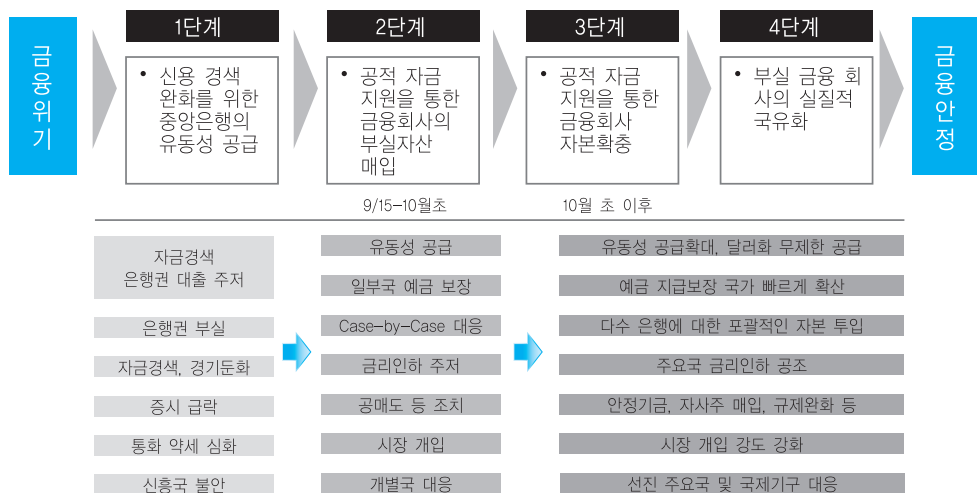 금융위기
1단계
• 신용 경색
완화를 위한
중앙은행의
유동성 공급
2단계
• 공적 자금
지원을 통한
금융회사의
부실자산
매입
3단계
• 공적 자금
지원을 통한
금융회사
자본확충
4단계
• 부실 금융 회
사의 실질적
국유화
금융안정
9/15-10월초
10월 초 이후
자금경색
은행권 대출 주저
유동성 공급
유동성 공급확대, 달러화 무제한 공급
일부국 예금 보장
예금 지급보장 국가 빠르게 확산
은행권 부실
Case-by-Case 대응
다수 은행에 대한 포괄적인 자본 투입
자금경색, 경기둔화
금리인하 주저
주요국 금리인하 공조
증시 급락
공매도 등 조치
안정기금, 자사주 매입, 규제완화 등
통화 약세 심화
시장 개입
시장 개입 강도 강화
신흥국 불안
개별국 대응
선진 주요국 및 국제기구 대응